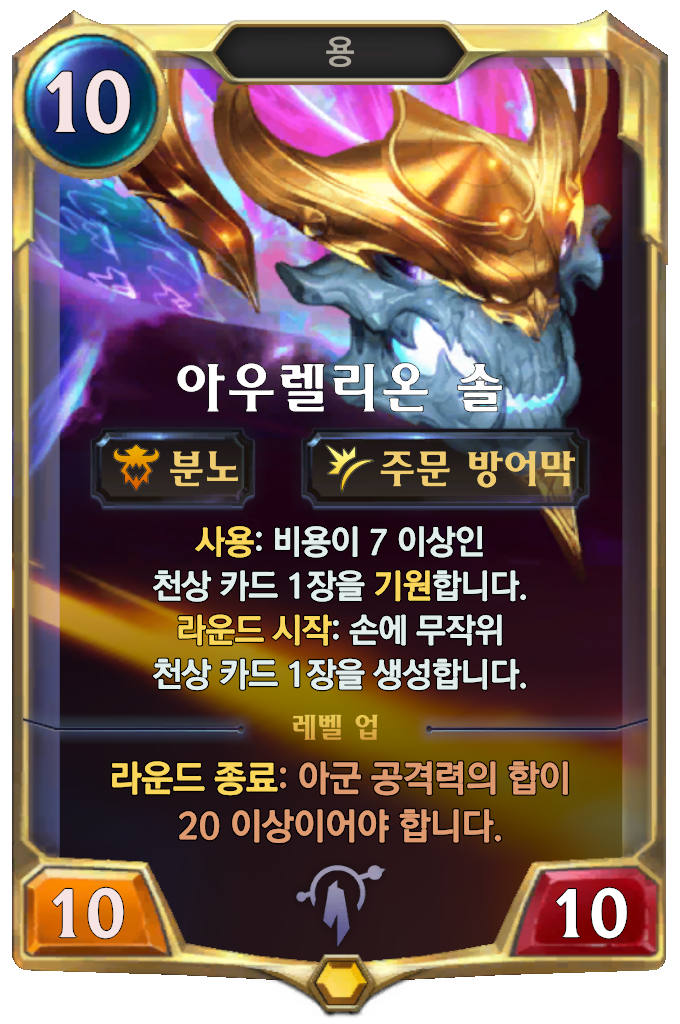 용
10
아우렐리온 솔
분노
주문 방어막
사용: 비용이 7 이상인
천상 카드 1장을 기원합니다.
라운드 시작: 손에 무작위
천상 카드 1장을 생성합니다.
레벨 업
라운드 종료: 아군 공격력의 합이
20 이상이어야 합니다.
10
10